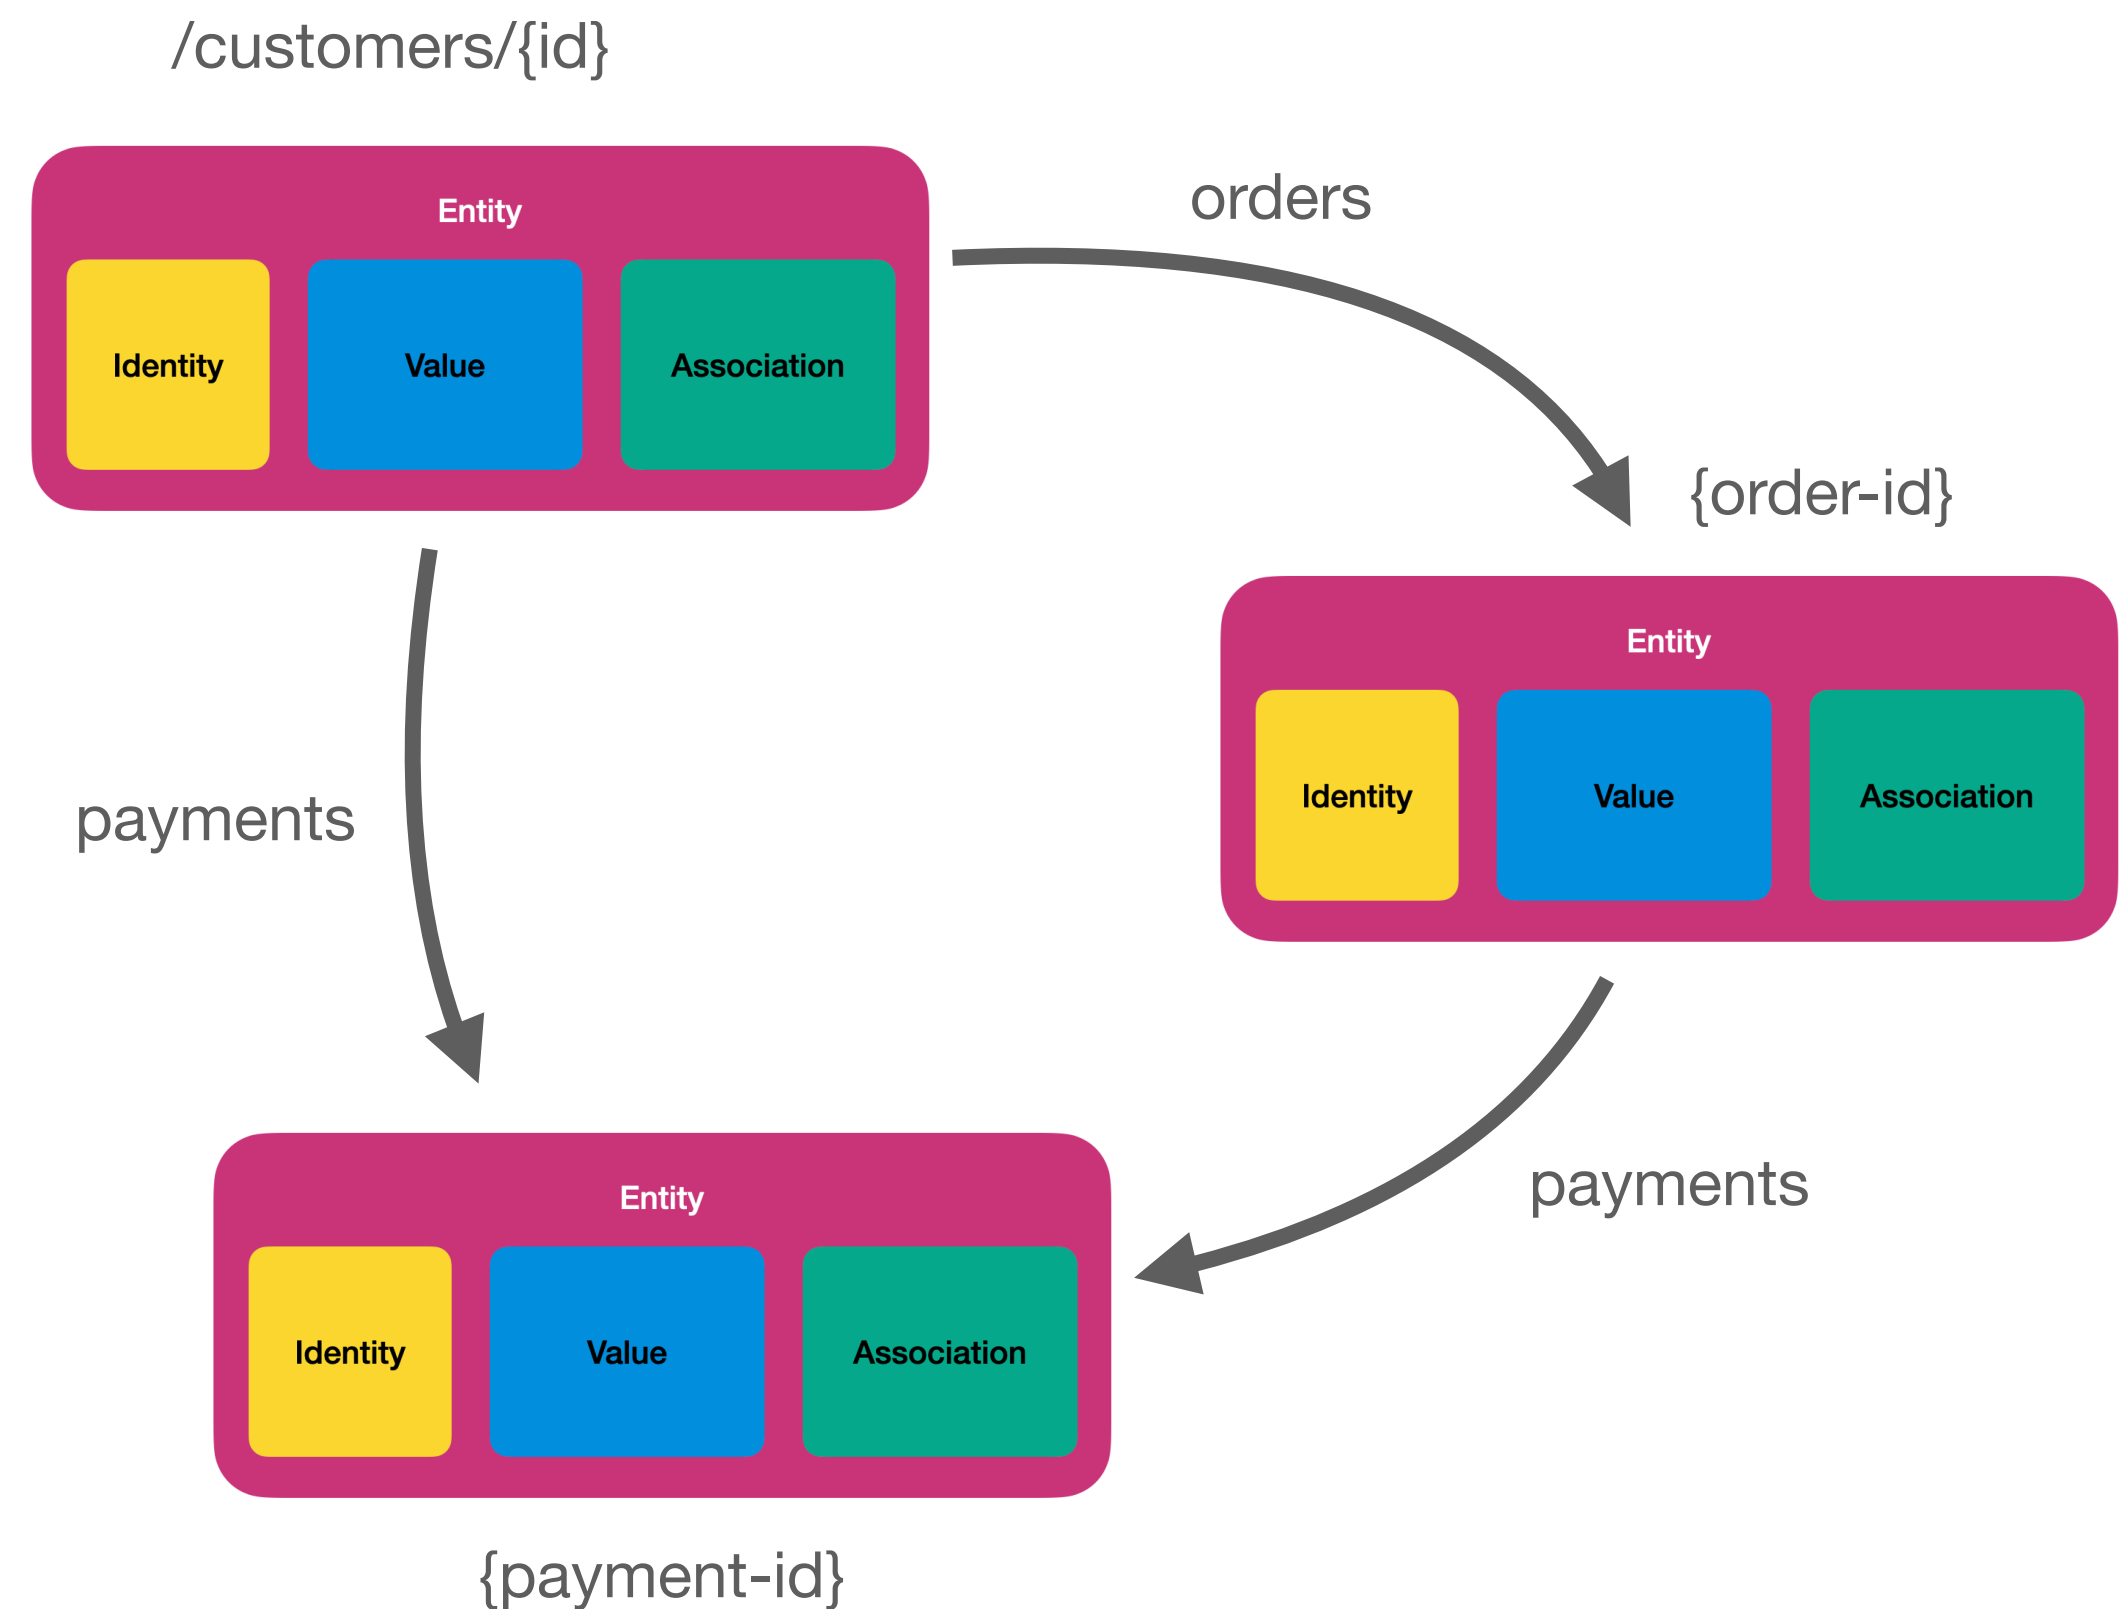 /customers/{id}
Entity
Identity Value Association
orders
{order-id}
Entity
Identity Value Association
payments
payments
Entity
Identity Value Association
{payment-id}